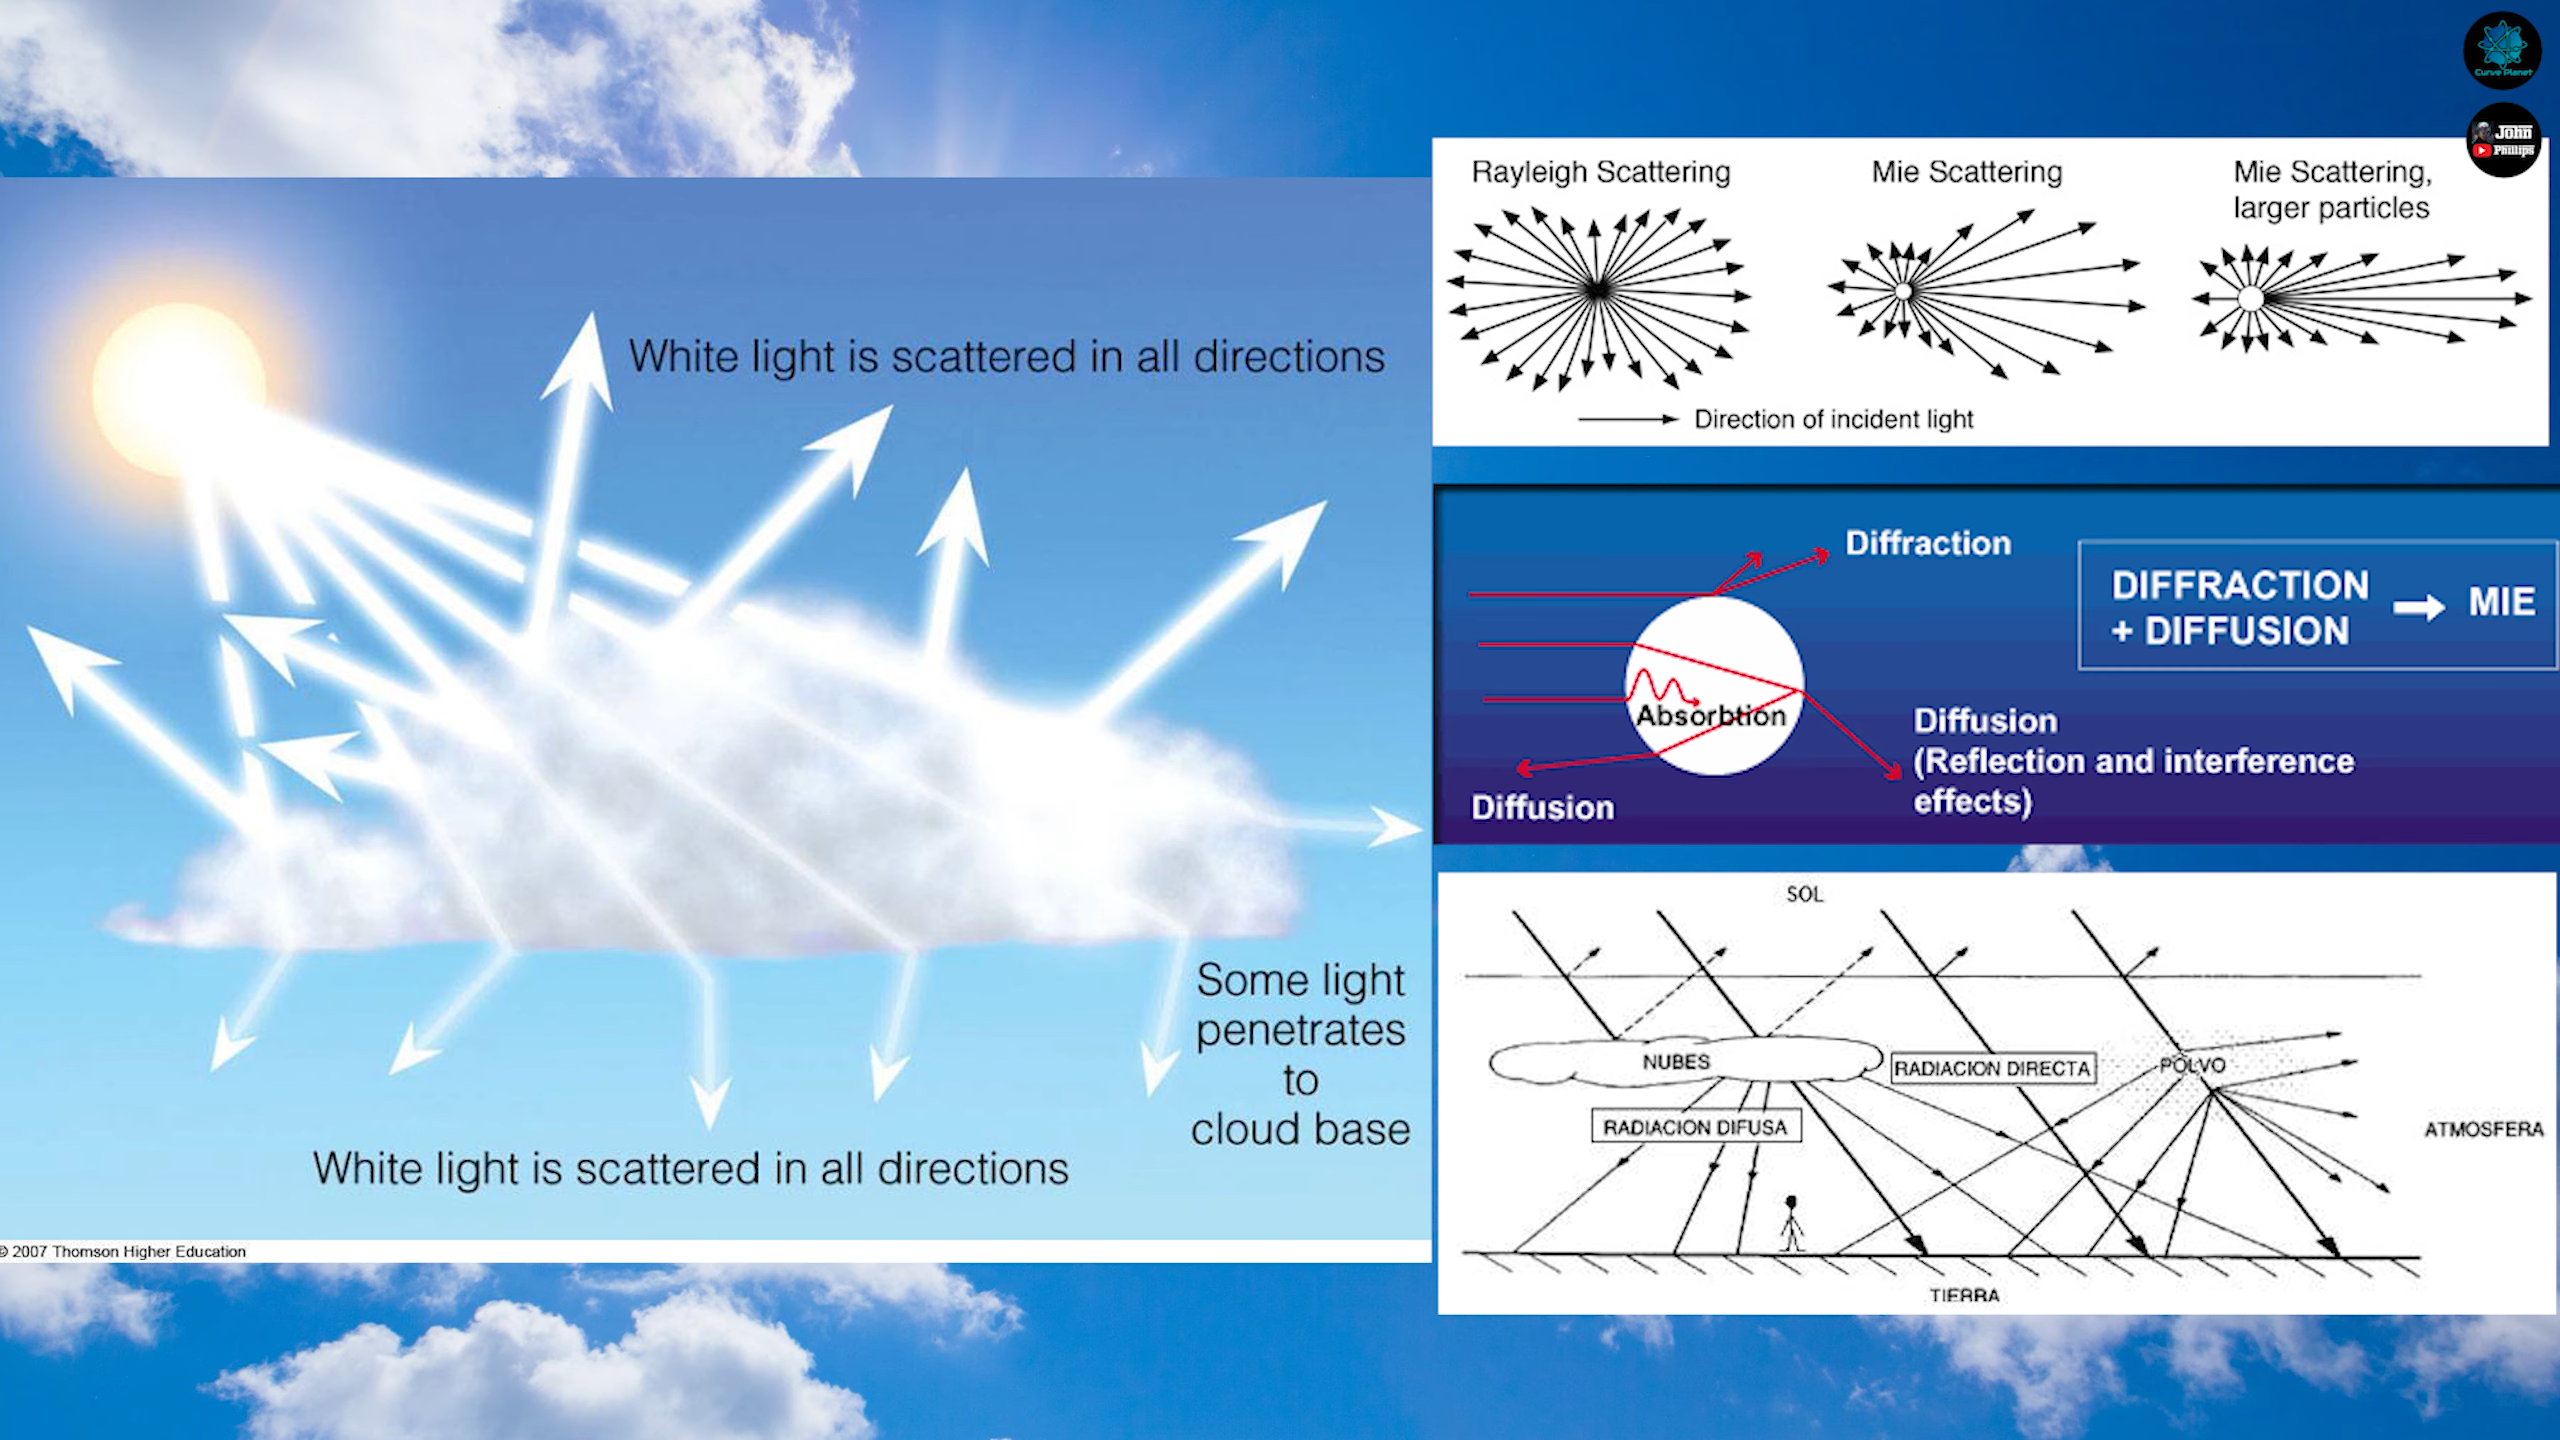 Curve Planet
John
Phillips
White light is scattered in all directions
Some light
penetrates
to
cloud base
White light is scattered in all directions
© 2007 Thomson Higher Education
Rayleigh Scattering
Mie Scattering
Mie Scattering,
larger particles
Direction of incident light
Diffraction
DIFFRACTION
+ DIFFUSION
MIE
Absorbtion
Diffusion
(Reflection and interference
effects)
Diffusion
SOL
NUBES
RADIACION DIRECTA
POLVO
RADIACION DIFUSA
ATMOSFERA
TIERRA